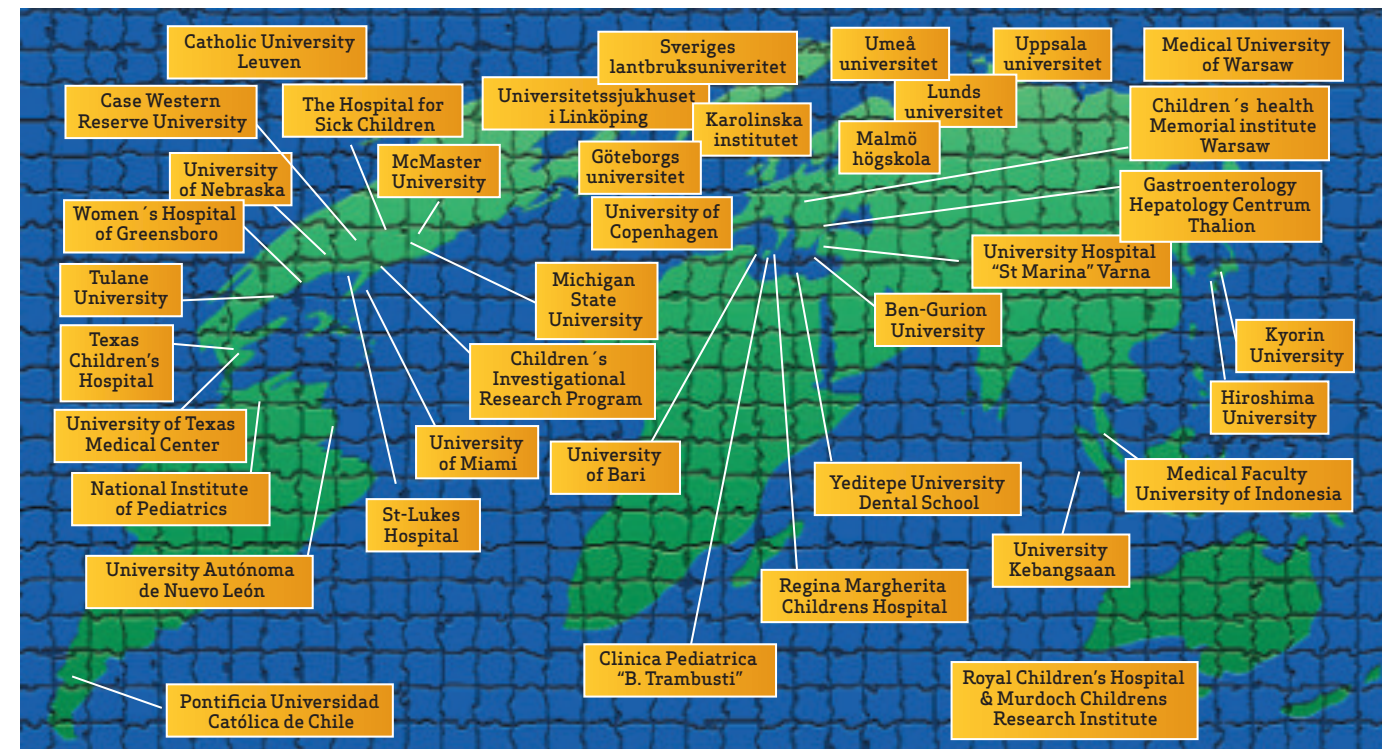 Catholic University
Leuven
Sveriges
lantbruksuniveritet
Umeå
universitet
Uppsala
universitet
Medical University
of Warsaw
Case Western
Reserve University
The Hospital for
Sick Children
Universitetssjukhuset
i Linköping
Karolinska
institutet
Lunds
universitet
Malmö
högskola
Children´s health
Memorial institute
Warsaw
University
of Nebraska
McMaster
University
Göteborgs
universitet
Gastroenterology
Hepatology Centrum
Thalion
Women´s Hospital
of Greensboro
University of
Copenhagen
University Hospital
"St Marina" Varna
Tulane
University
Michigan
State
University
Ben-Gurion
University
Texas
Children's
Hospital
Children´s
Investigational
Research Program
Kyorin
University
Hiroshima
University
University of Texas
Medical Center
University
of Miami
University
of Bari
National Institute
of Pediatrics
St-Lukes
Hospital
Yeditepe University
Dental School
Medical Faculty
University of Indonesia
University Autónoma
de Nuevo León
University
Kebangsaan
Regina Margherita
Childrens Hospital
Clinica Pediatrica
"B. Trambusti"
Royal Children's Hospital
& Murdoch Childrens
Research Institute
Pontificia Universidad
Católica de Chile